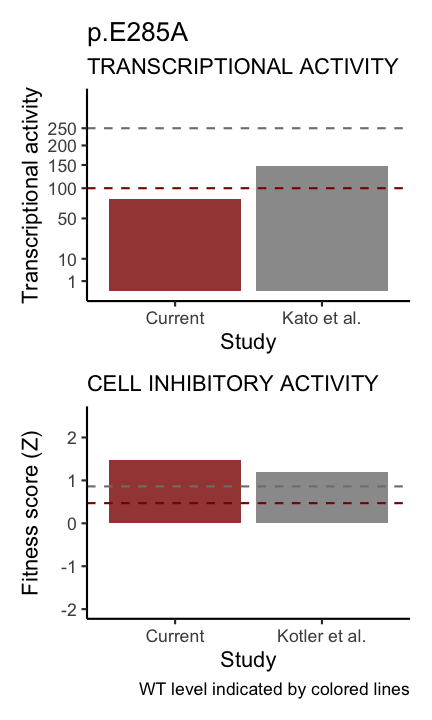 p.E285A
TRANSCRIPTIONAL ACTIVITY
Transcriptional activity
250
200
150
100
50
10
1
Current
Kato et al.
Study
CELL INHIBITORY ACTIVITY
Fitness score (Z)
2
1
0
-1
-2
Current
Kotler et al.
Study
WT level indicated by colored lines